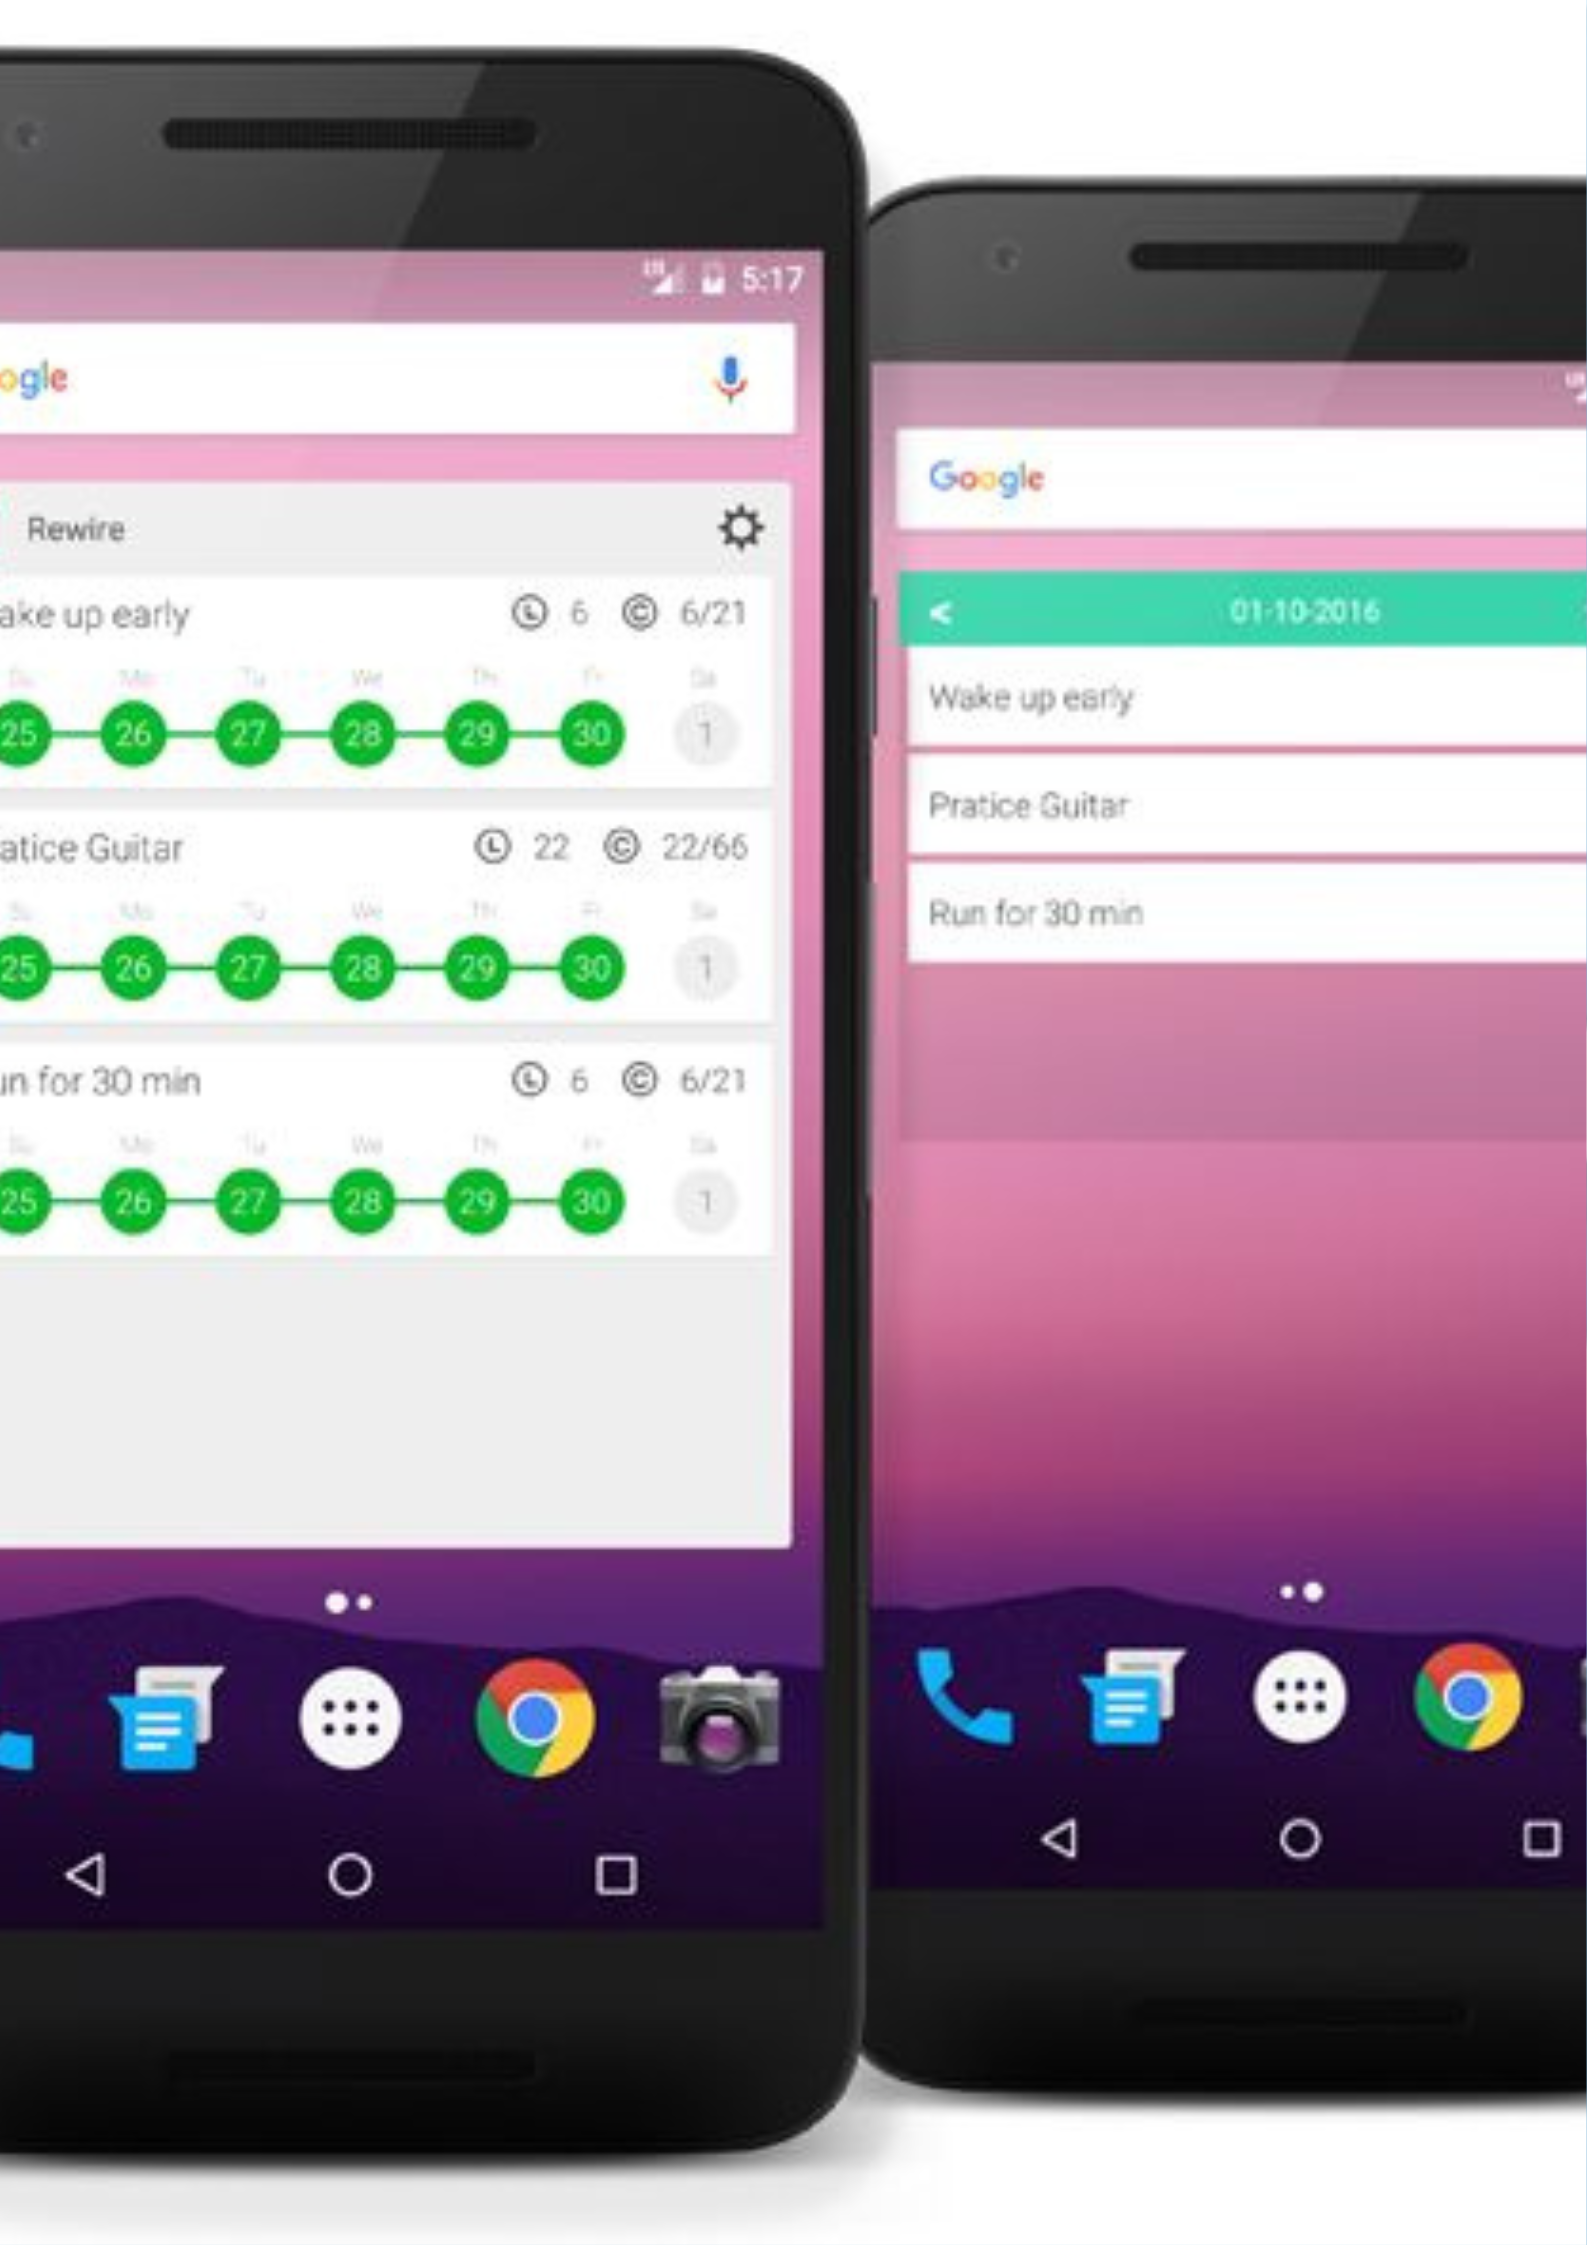 5:17
ogle
Rewire
ake up early L 6 C 6/21
Su Mo Tu We Th Fr Sa
25 26 27 28 29 30 1
atice Guitar L 22 C 22/66
Su Mo Tu We Th Fr Sa
25 26 27 28 29 30 1
un for 30 min L 6 C 6/21
Su Mo Tu We Th Fr Sa
25 26 27 28 29 30 1
Google
< 01-10-2016
Wake up early
Pratice Guitar
Run for 30 min